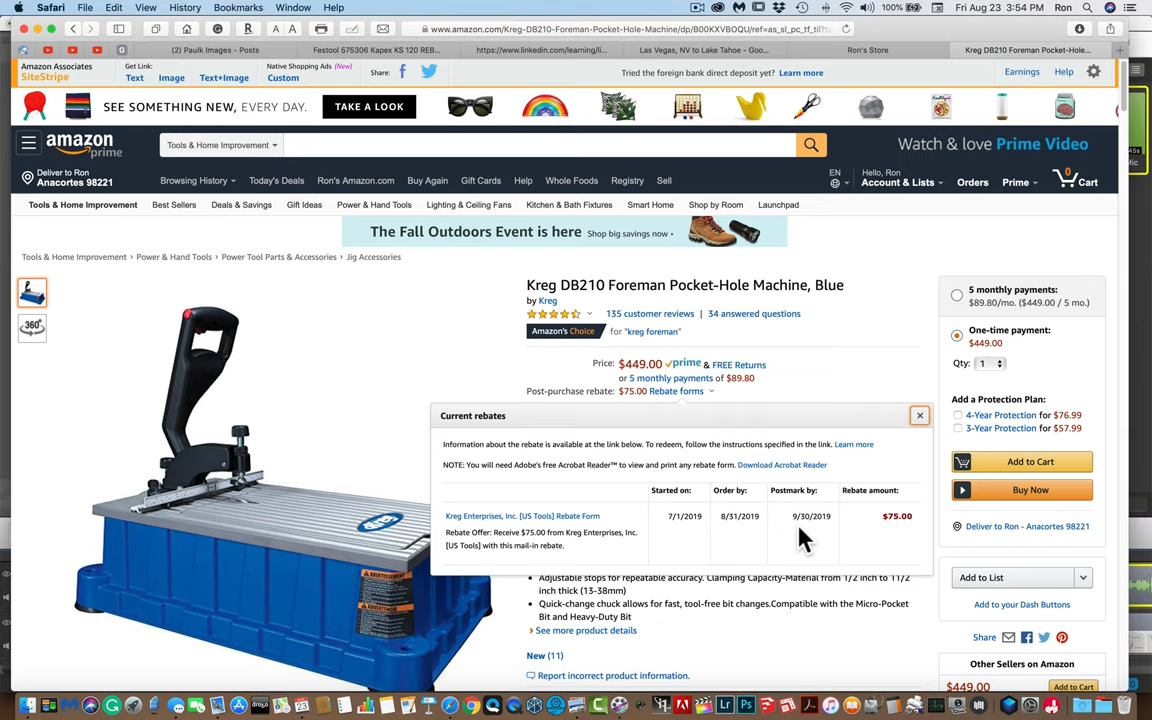 Safari File Edit View History Bookmarks Window Help 100% Fri Aug 23 3:54 PM Ron
www.amazon.com/Kreg-DB210-Foreman-Pocket-Hole-Machine/dp/B00KXVBOQU/ref=as_sl_pc_tf_til?
(2) Paulk Images - Posts Festool 575306 Kapex KS 120 REB... https://www.linkedin.com/learning/li... Las Vegas, NV to Lake Tahoe - Goo... Ron's Store Kreg DB210 Foreman Pocket-Hole...
Amazon Associates
SiteStripe
Get Link:
Text Image Text+Image
Native Shopping Ads (New)
Custom
Share:
Tried the foreign bank direct deposit yet? Learn more
Earnings Help
SEE SOMETHING NEW, EVERY DAY. TAKE A LOOK
amazon prime
Tools & Home Improvement
Watch & love Prime Video
Deliver to Ron
Anacortes 98221
Browsing History Today's Deals Ron's Amazon.com Buy Again Gift Cards Help Whole Foods Registry Sell
EN
Hello, Ron
Account & Lists Orders Prime 0 Cart
Tools & Home Improvement Best Sellers Deals & Savings Gift Ideas Power & Hand Tools Lighting & Ceiling Fans Kitchen & Bath Fixtures Smart Home Shop by Room Launchpad
The Fall Outdoors Event is here Shop big savings now ›
Tools & Home Improvement › Power & Hand Tools › Power Tool Parts & Accessories › Jig Accessories
360°
Kreg DB210 Foreman Pocket-Hole Machine, Blue
by Kreg
135 customer reviews | 34 answered questions
Amazon's Choice for "kreg foreman"
Price: $449.00 prime & FREE Returns
or 5 monthly payments of $89.80
Post-purchase rebate: $75.00 Rebate forms
Current rebates
Information about the rebate is available at the link below. To redeem, follow the instructions specified in the link. Learn more
NOTE: You will need Adobe's free Acrobat Reader™ to view and print any rebate form. Download Acrobat Reader
Started on: Order by: Postmark by: Rebate amount:
Kreg Enterprises, Inc. [US Tools] Rebate Form 7/1/2019 8/31/2019 9/30/2019 $75.00
Rebate Offer: Receive $75.00 from Kreg Enterprises, Inc.
[US Tools] with this mail-in rebate.
Adjustable stops for repeatable accuracy. Clamping Capacity-Material from 1/2 inch to 11/2
inch thick (13-38mm)
Quick-change chuck allows for fast, tool-free bit changes.Compatible with the Micro-Pocket
Bit and Heavy-Duty Bit
› See more product details
New (11)
Report incorrect product information.
5 monthly payments:
$89.80/mo. ($449.00 / 5 mo.)
One-time payment:
$449.00
Qty: 1
Add a Protection Plan:
4-Year Protection for $76.99
3-Year Protection for $57.99
Add to Cart
Buy Now
Deliver to Ron - Anacortes 98221
Add to List
Add to your Dash Buttons
Share
Other Sellers on Amazon
$449.00 Add to Cart
Kreg